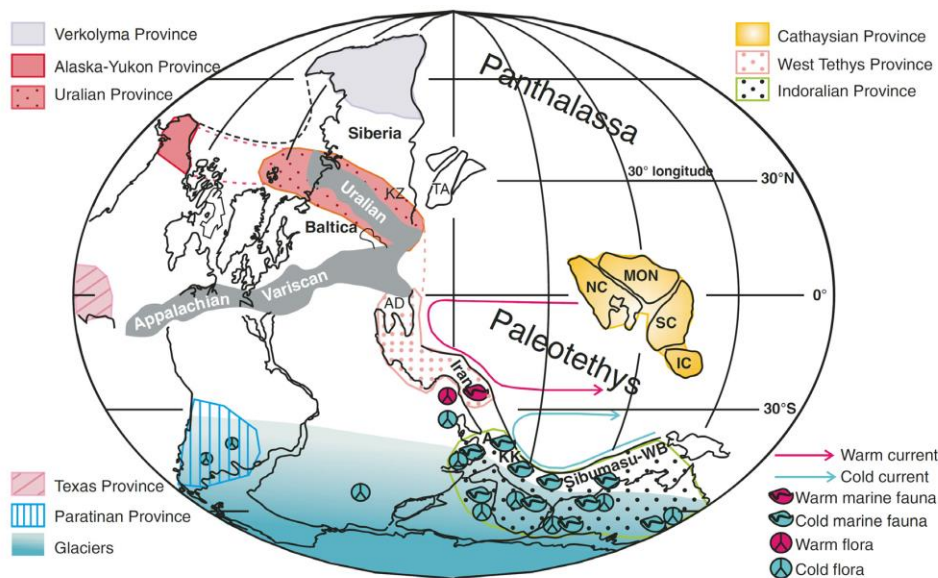 Verkolyma Province
Alaska-Yukon Province
Uralian Province
Cathaysian Province
West Tethys Province
Indoralian Province
Panthalassa
Siberia
TA
30° longitude
30°N
KZ
Uralian
Baltica
Appalachian
Variscan
AD
NC
MON
SC
IC
0°
Paleotethys
Iran
30°S
A
KK
Sibumasu-WB
Texas Province
Paratinan Province
Glaciers
Warm current
Cold current
Warm marine fauna
Cold marine fauna
Warm flora
Cold flora